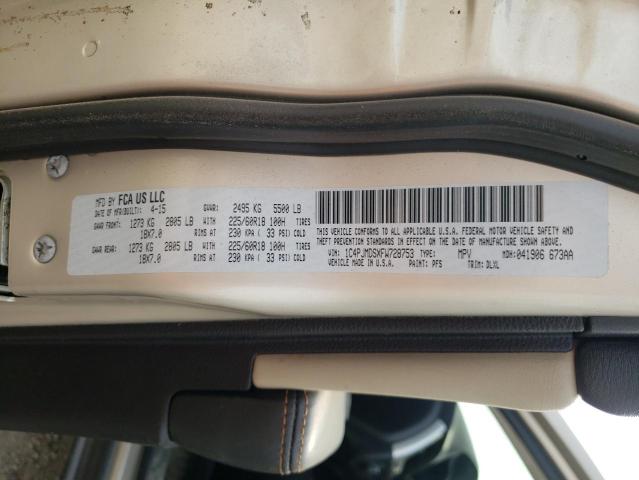 MFD BY FCA US LLC
DATE OF MFR(BUILT): 4-15 GVWR: 2495 KG 5500 LB
GAWR FRONT: 1273 KG 2805 LB WITH 225/60R18 100H TIRES
18X7.0 RIMS AT 230 KPA ( 33 PSI) COLD
GAWR REAR: 1273 KG 2805 LB WITH 225/60R18 100H TIRES
18X7.0 RIMS AT 230 KPA ( 33 PSI) COLD
THIS VEHICLE CONFORMS TO ALL APPLICABLE U.S.A. FEDERAL MOTOR VEHICLE SAFETY AND
THEFT PREVENTION STANDARDS IN EFFECT ON THE DATE OF MANUFACTURE SHOWN ABOVE.
VIN: 1C4PJMDSXFW728753 TYPE: MPV MDH: 041906 673AA
VEHICLE MADE IN U.S.A. PAINT: PFS TRIM: DLXL